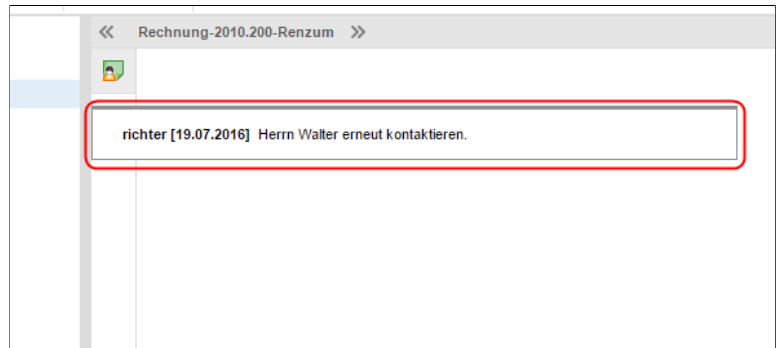 Rechnung-2010.200-Renzum
richter [19.07.2016] Herrn Walter erneut kontaktieren.